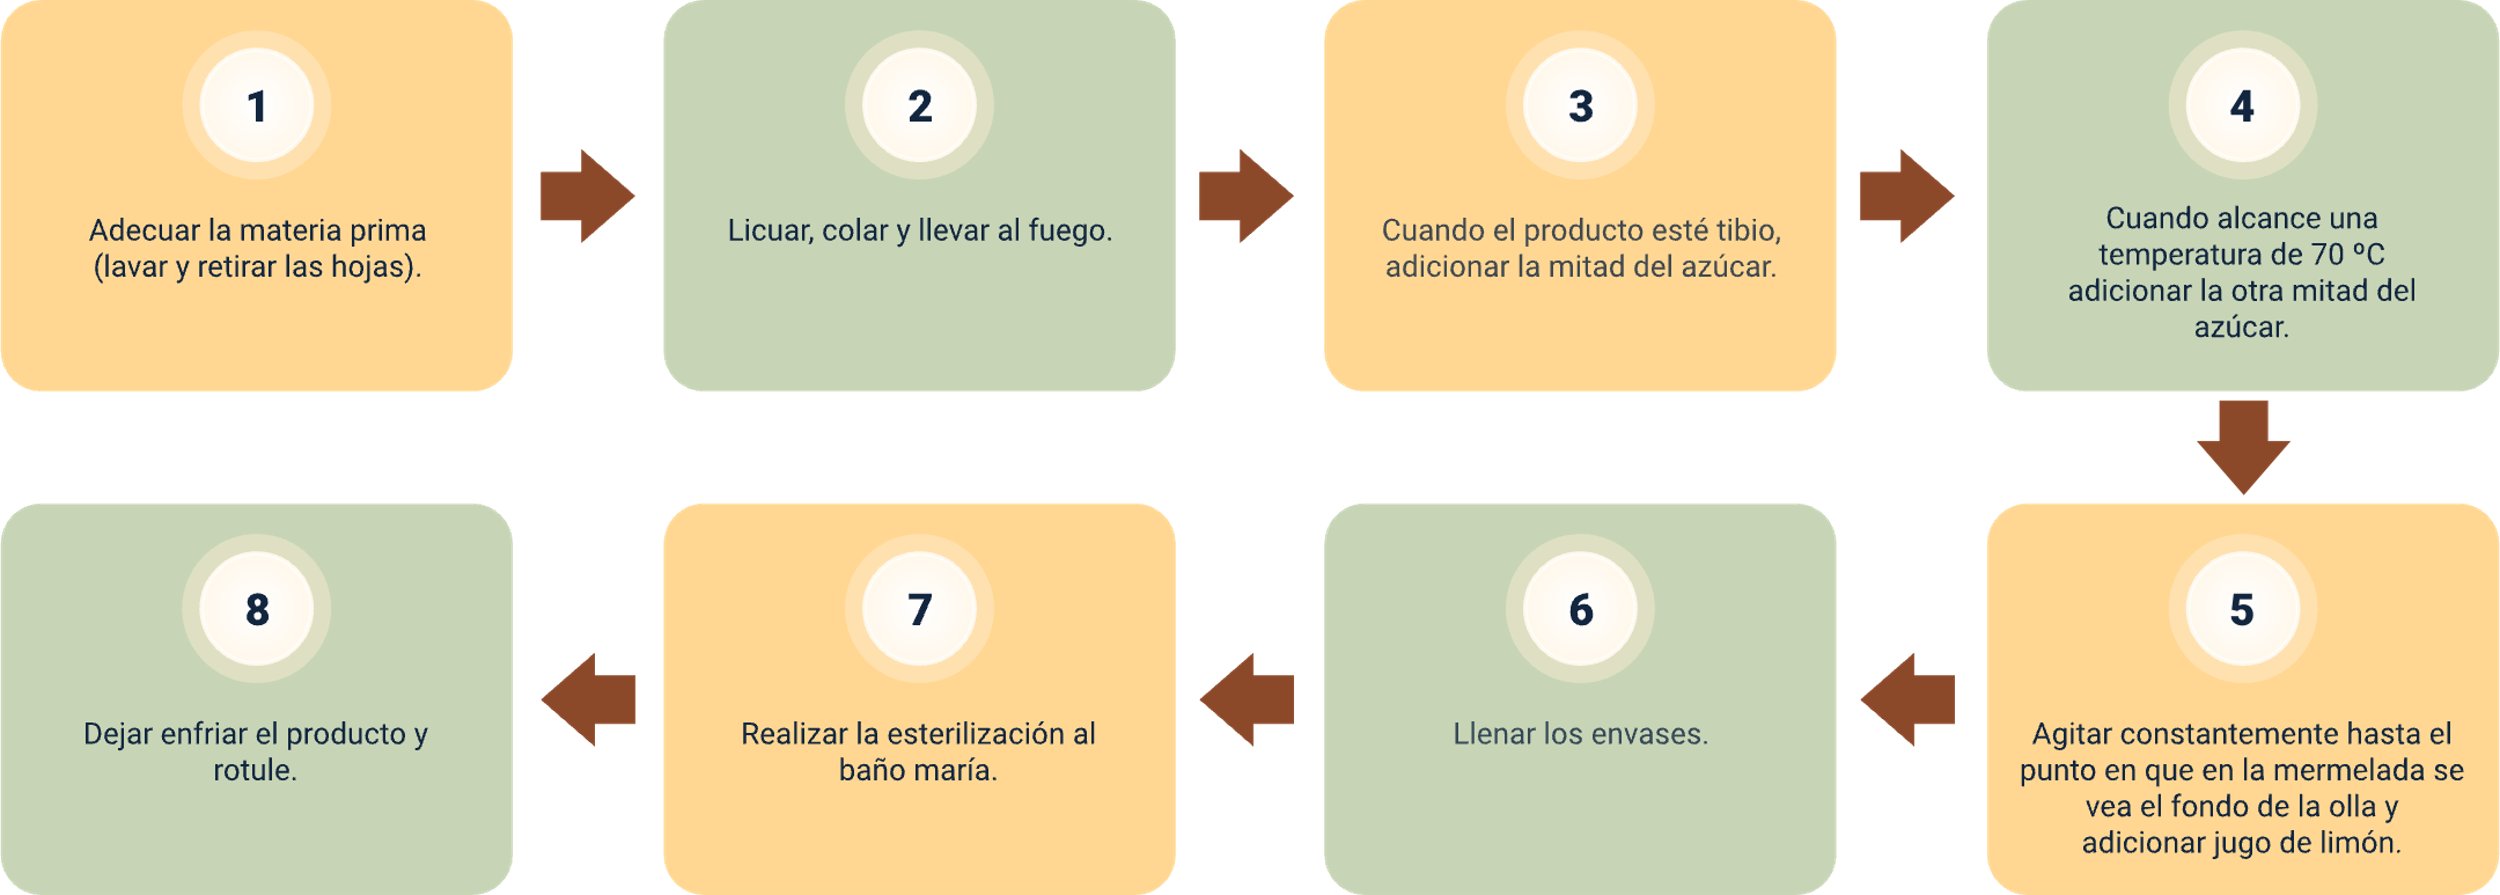 1
Adecuar la materia prima
(lavar y retirar las hojas).
2
Licuar, colar y llevar al fuego.
3
Cuando el producto esté tibio,
adicionar la mitad del azúcar.
4
Cuando alcance una
temperatura de 70 ºC
adicionar la otra mitad del
azúcar.
5
Agitar constantemente hasta el
punto en que en la mermelada se
vea el fondo de la olla y
adicionar jugo de limón.
6
Llenar los envases.
7
Realizar la esterilización al
baño maría.
8
Dejar enfriar el producto y
rotule.